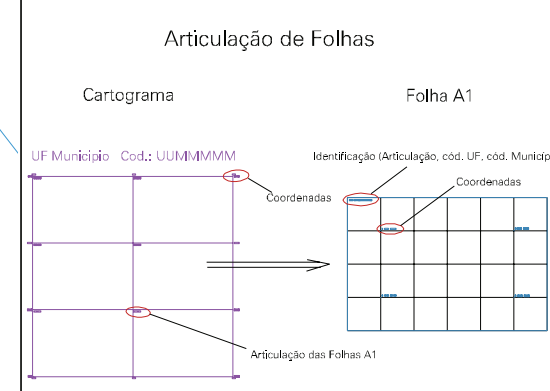 Articulação de Folhas
Cartograma
Folha A1
UF Municipio Cod.: UUMMMMM
Identificação (Articulação, cód. UF, cód. Municíp
Coordenadas
Coordenadas
Articulação das Folhas A1